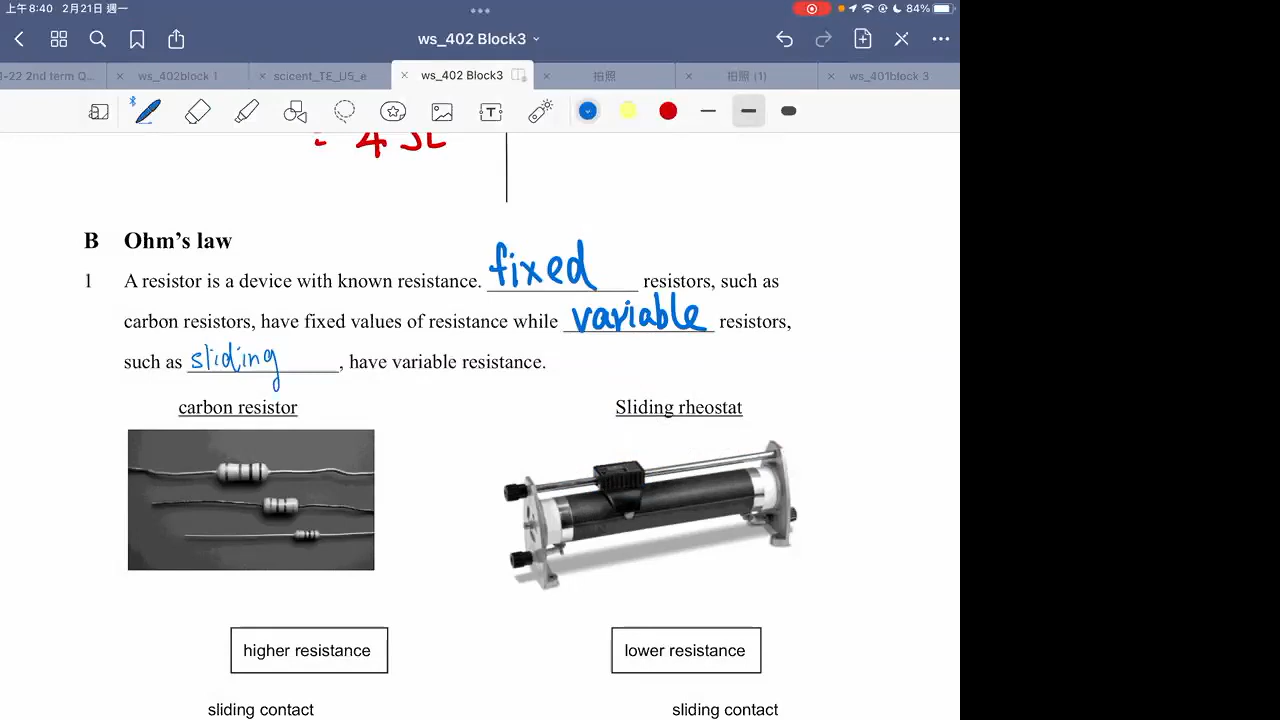 上午8:40 2月21日 週一
84%
ws_402 Block3
1-22 2nd term Q...
ws_402block 1
scicent_TE_U5_e
ws_402 Block3
拍照
拍照 (1)
ws_401block 3
= 4 Ω
B Ohm's law
1 A resistor is a device with known resistance. fixed resistors, such as
carbon resistors, have fixed values of resistance while variable resistors,
such as sliding, have variable resistance.
carbon resistor
Sliding rheostat
higher resistance
lower resistance
sliding contact
sliding contact